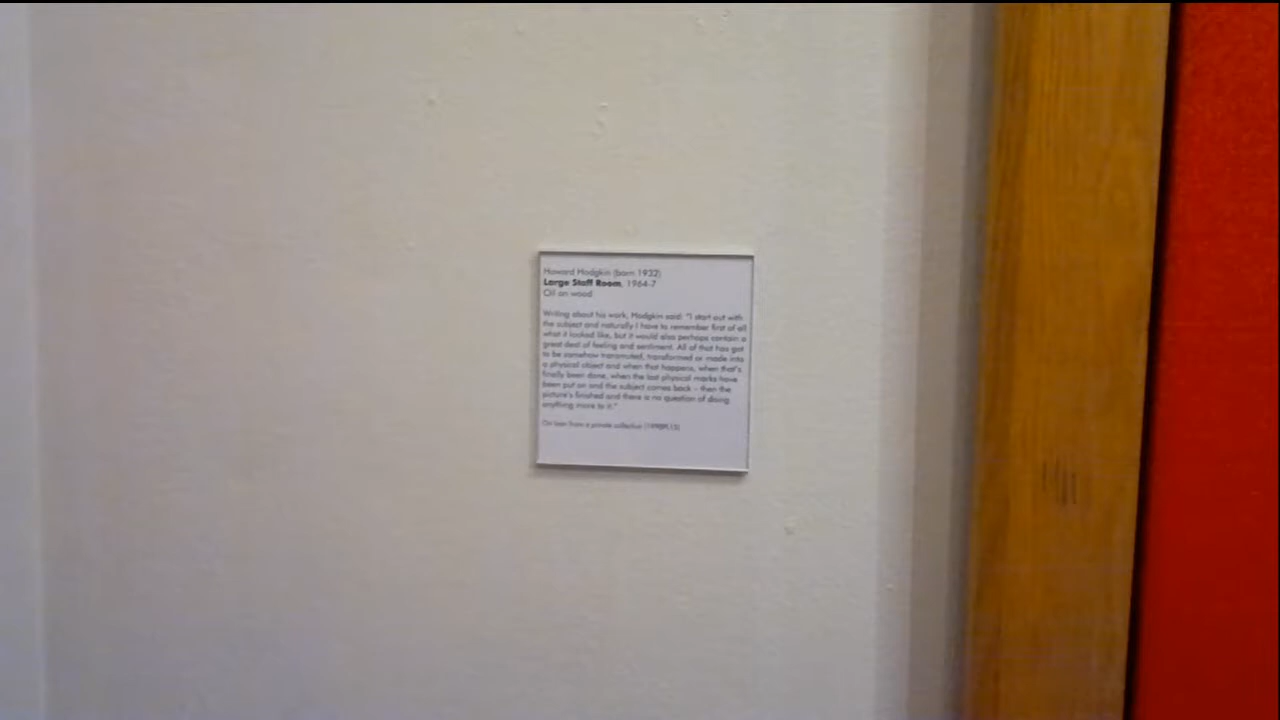 Howard Hodgkin (born 1932)
Large Staff Room, 1964-7
Oil on wood
Writing about his work, Hodgkin said: "I start out with
the subject and naturally I have to remember first of all
what it looked like, but it would also perhaps contain a
great deal of feeling and sentiment. All of that has got
to be somehow transmuted, transformed or made into
a physical object and when that happens, when that's
finally been done, when the last physical marks have
been put on and the subject comes back – then the
picture's finished and there is no question of doing
anything more to it."
On loan from a private collection